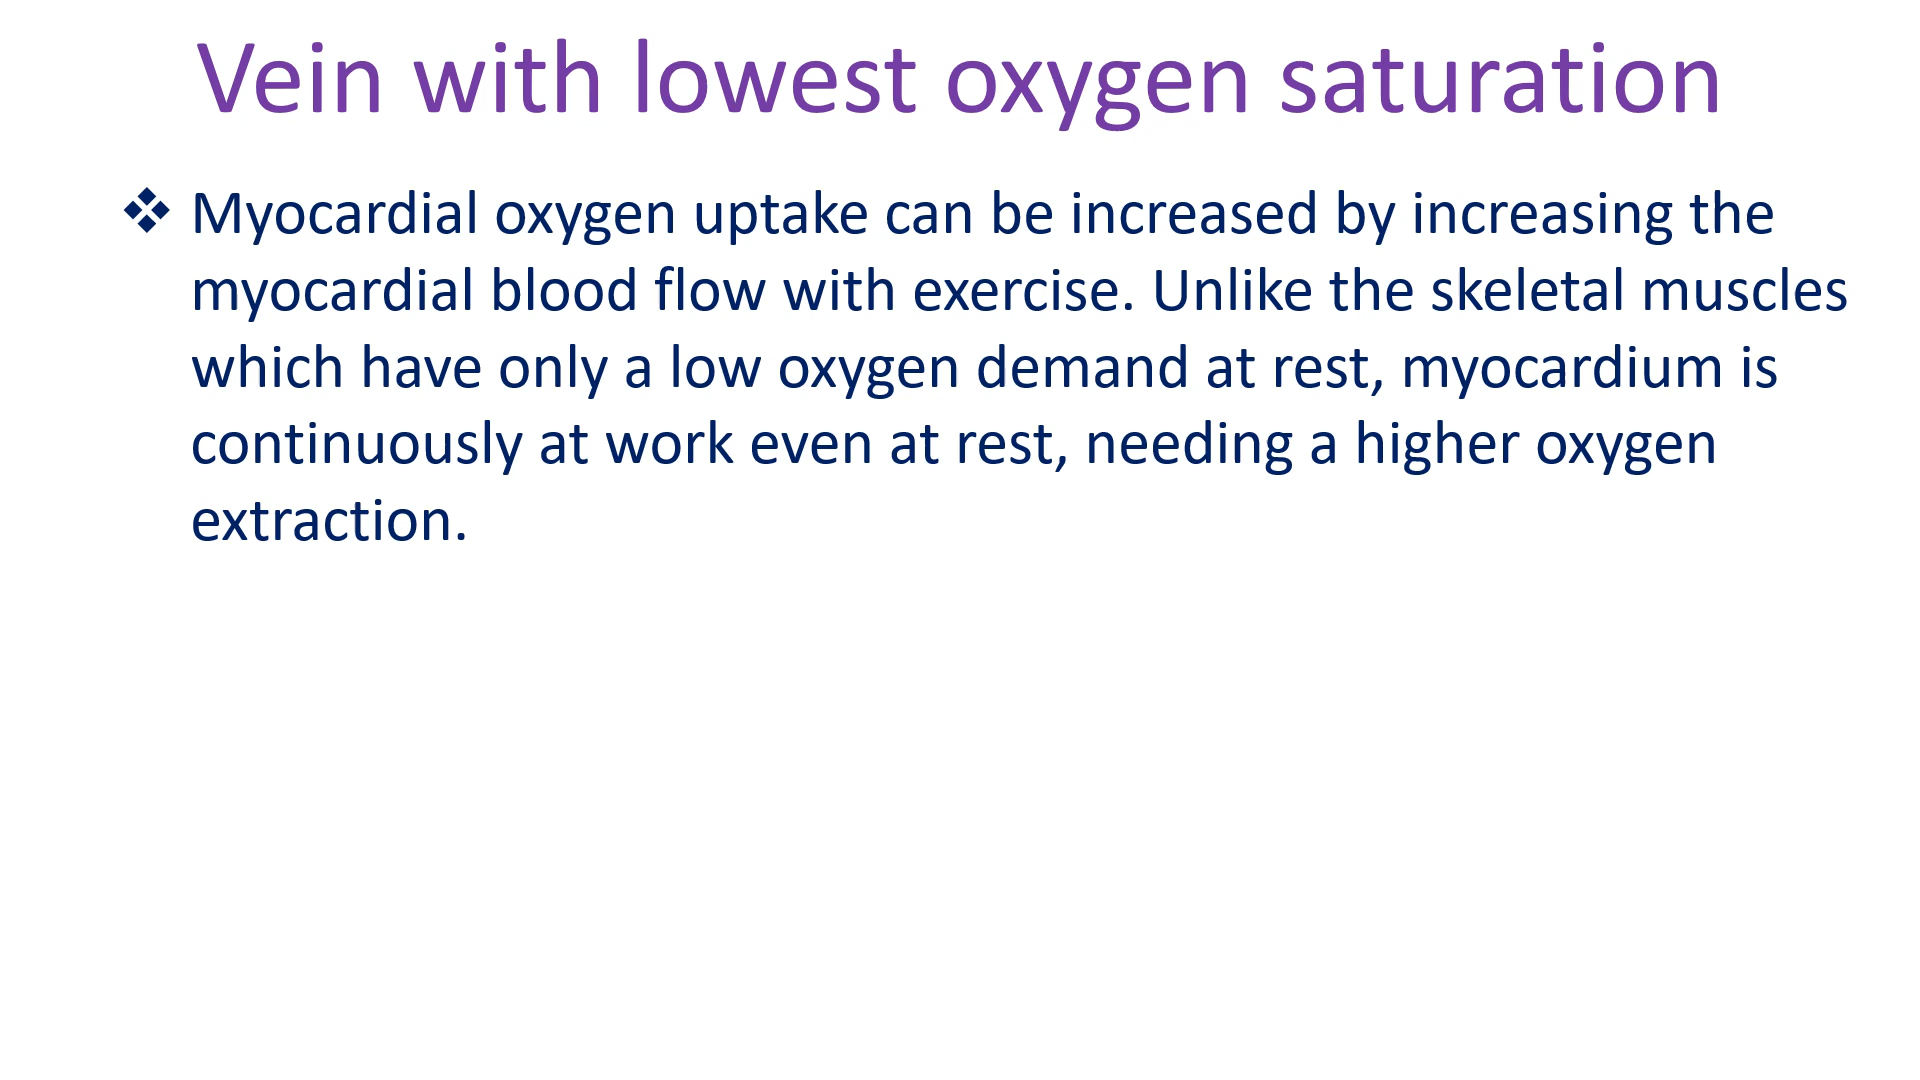 Vein with lowest oxygen saturation
❖ Myocardial oxygen uptake can be increased by increasing the
myocardial blood flow with exercise. Unlike the skeletal muscles
which have only a low oxygen demand at rest, myocardium is
continuously at work even at rest, needing a higher oxygen
extraction.